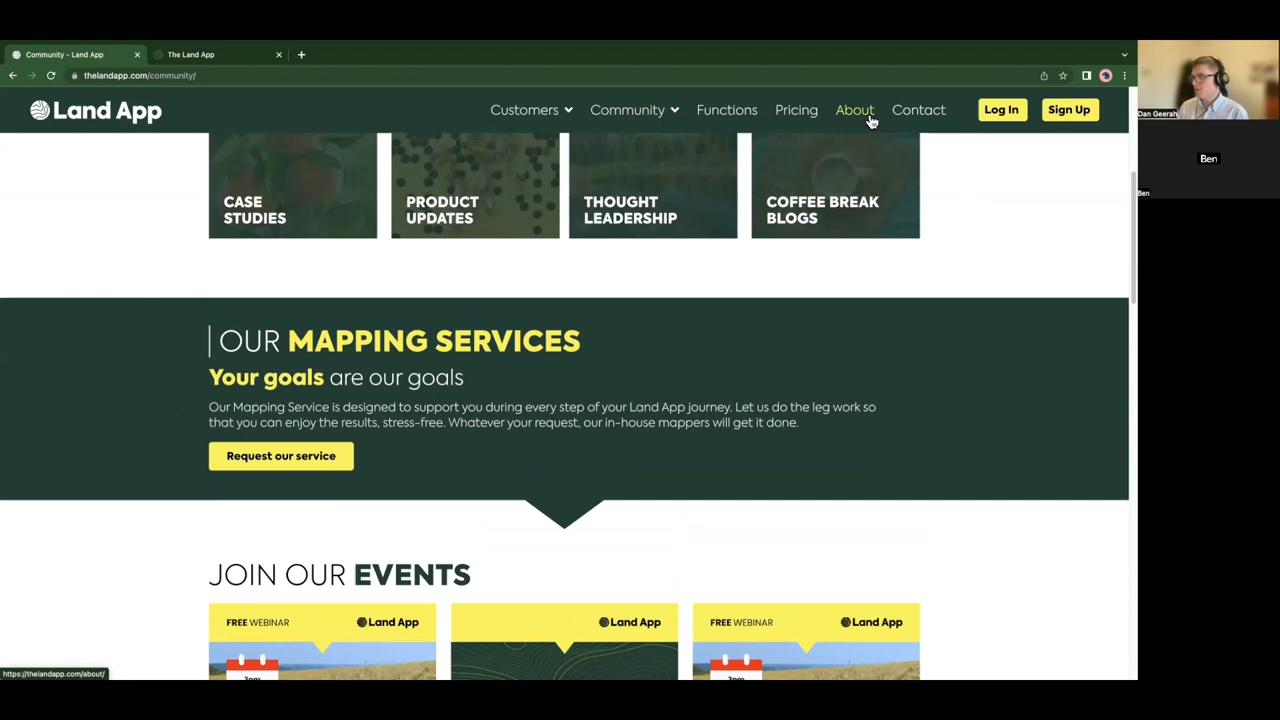 Community - Land App
The Land App
thelandapp.com/community/
Land App
Customers
Community
Functions
Pricing
About
Contact
Log In
Sign Up
Dan Geerah
Ben
Ben
CASE
STUDIES
PRODUCT
UPDATES
THOUGHT
LEADERSHIP
COFFEE BREAK
BLOGS
OUR MAPPING SERVICES
Your goals are our goals
Our Mapping Service is designed to support you during every step of your Land App journey. Let us do the leg work so
that you can enjoy the results, stress-free. Whatever your request, our in-house mappers will get it done.
Request our service
JOIN OUR EVENTS
FREE WEBINAR
Land App
Land App
FREE WEBINAR
Land App
3pm
3pm
https://thelandapp.com/about/